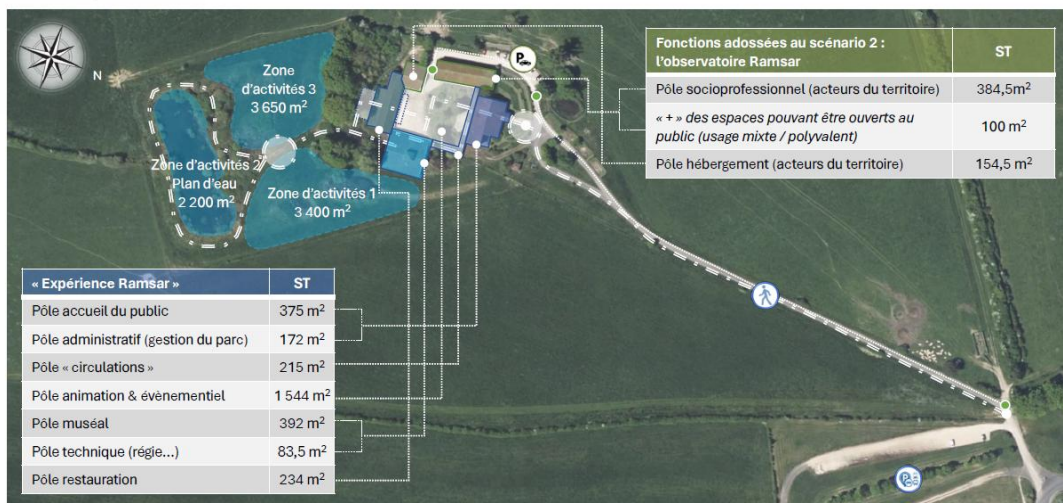 N
Zone
d'activités 3
3 650 m²
Zone d'activités 2
Plan d'eau
2 200 m²
Zone d'activités 1
3 400 m²
P
Fonctions adossées au scénario 2 :
l'observatoire Ramsar
ST
Pôle socioprofessionnel (acteurs du territoire)
384,5m²
« + » des espaces pouvant être ouverts au
public (usage mixte / polyvalent)
100 m²
Pôle hébergement (acteurs du territoire)
154,5 m²
« Expérience Ramsar »
ST
Pôle accueil du public
375 m²
Pôle administratif (gestion du parc)
172 m²
Pôle « circulations »
215 m²
Pôle animation & évènementiel
1 544 m²
Pôle muséal
392 m²
Pôle technique (régie...)
83,5 m²
Pôle restauration
234 m²
P